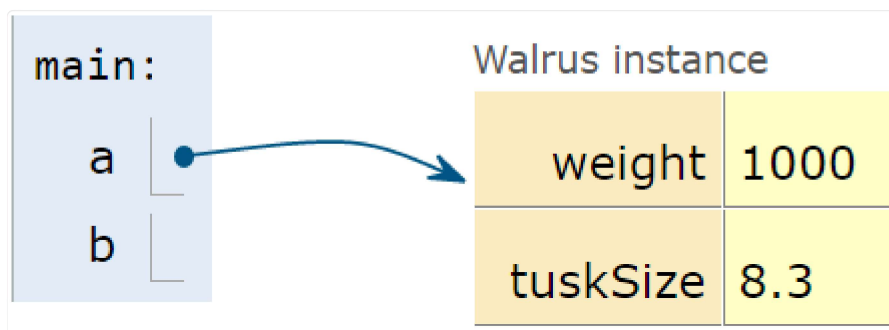 main:
a
b
Walrus instance
weight 1000
tuskSize 8.3